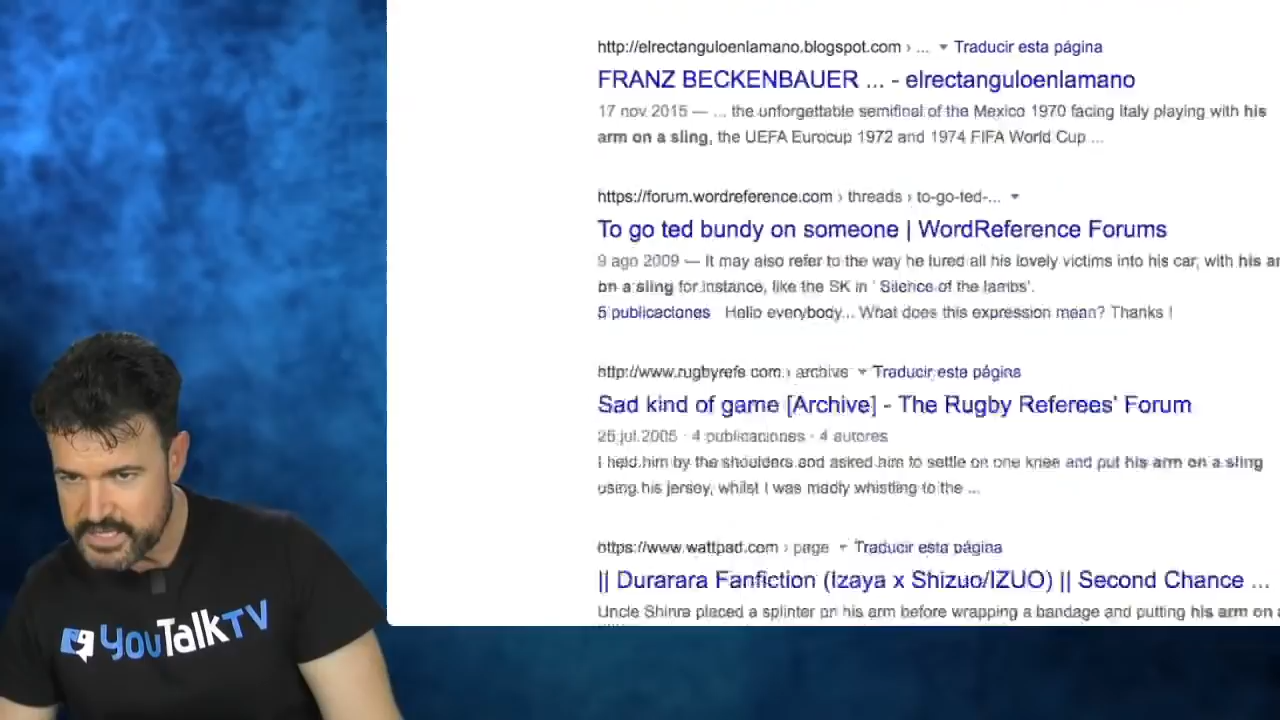 http://elrectanguloenlamano.blogspot.com › ... Traducir esta página
FRANZ BECKENBAUER ... - elrectanguloenlamano
17 nov. 2015 — ... the unforgettable semifinal of the Mexico 1970 facing Italy playing with his
arm on a sling, the UEFA Eurocup 1972 and 1974 FIFA World Cup ...
https://forum.wordreference.com › threads › to-go-ted-...
To go ted bundy on someone | WordReference Forums
9 ago 2009 — It may also refer to the way he lured all his lovely victims into his car, with his ar
on a sling for instance, like the SK in ' Silence of the lambs'.
5 publicaciones Hello everybody... What does this expression mean? Thanks !
http://www.rugbyrefs.com › archive Traducir esta página
Sad kind of game [Archive] - The Rugby Referees' Forum
25 jul. 2005 · 4 publicaciones · 4 autores
I held him by the shoulders and asked him to settle on one knee and put his arm on a sling
using his jersey, whilst I was madly whistling to the ...
https://www.wattpad.com › page Traducir esta página
|| Durarara Fanfiction (Izaya x Shizuo/IZUO) || Second Chance ...
Uncle Shinra placed a splinter on his arm before wrapping a bandage and putting his arm on a
YouTalkTV